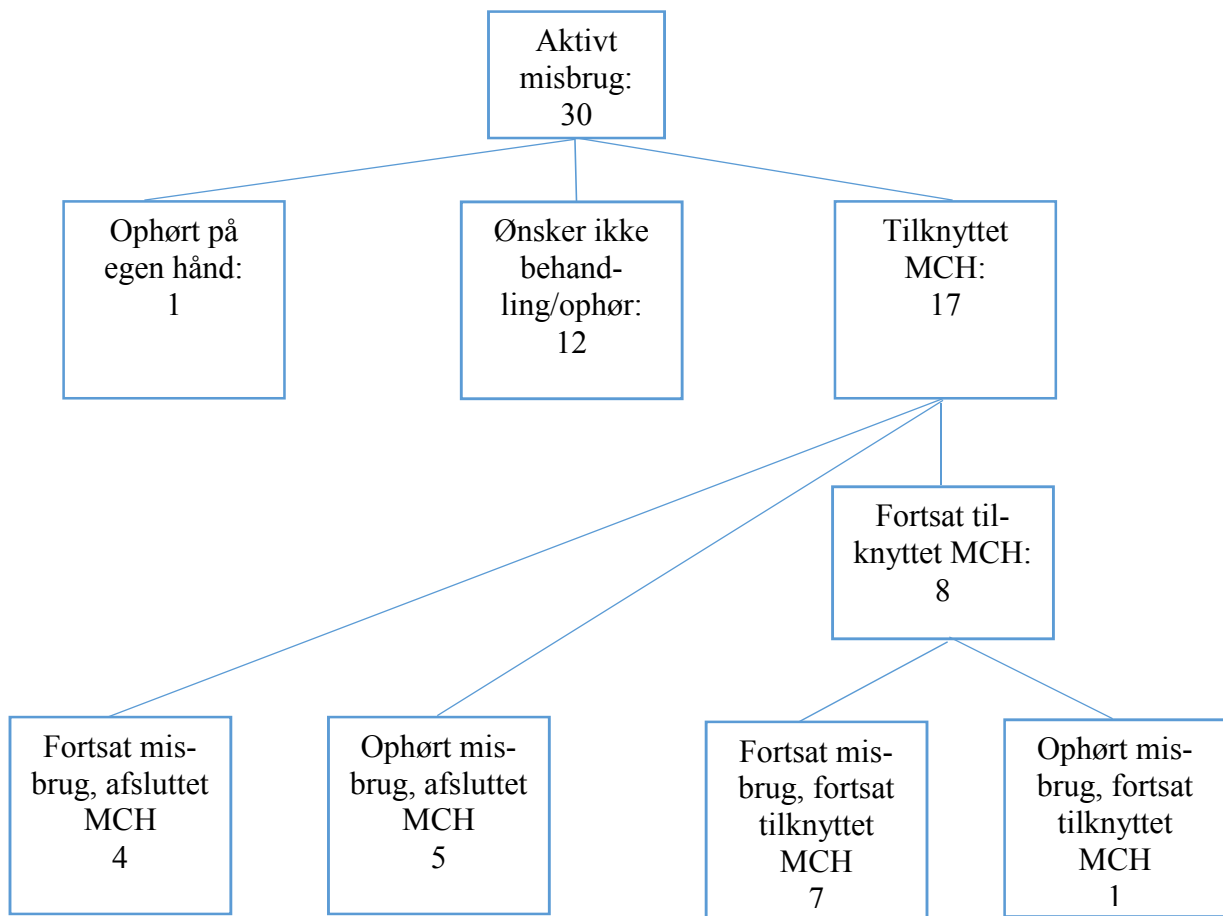 Aktivt
misbrug:
30
Ophørt på
egen hånd:
1
Ønsker ikke
behand-
ling/ophør:
12
Tilknyttet
MCH:
17
Fortsat til-
knyttet MCH:
8
Fortsat mis-
brug, afsluttet
MCH
4
Ophørt mis-
brug, afsluttet
MCH
5
Fortsat mis-
brug, fortsat
tilknyttet
MCH
7
Ophørt mis-
brug, fortsat
tilknyttet
MCH
1